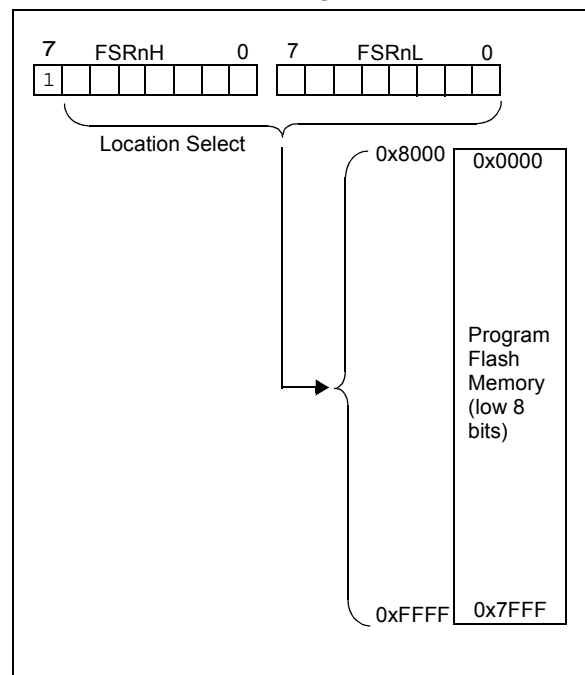 7 FSRnH 0 7 FSRnL 0
1
Location Select
0x8000 0x0000
Program
Flash
Memory
(low 8
bits)
0xFFFF 0x7FFF